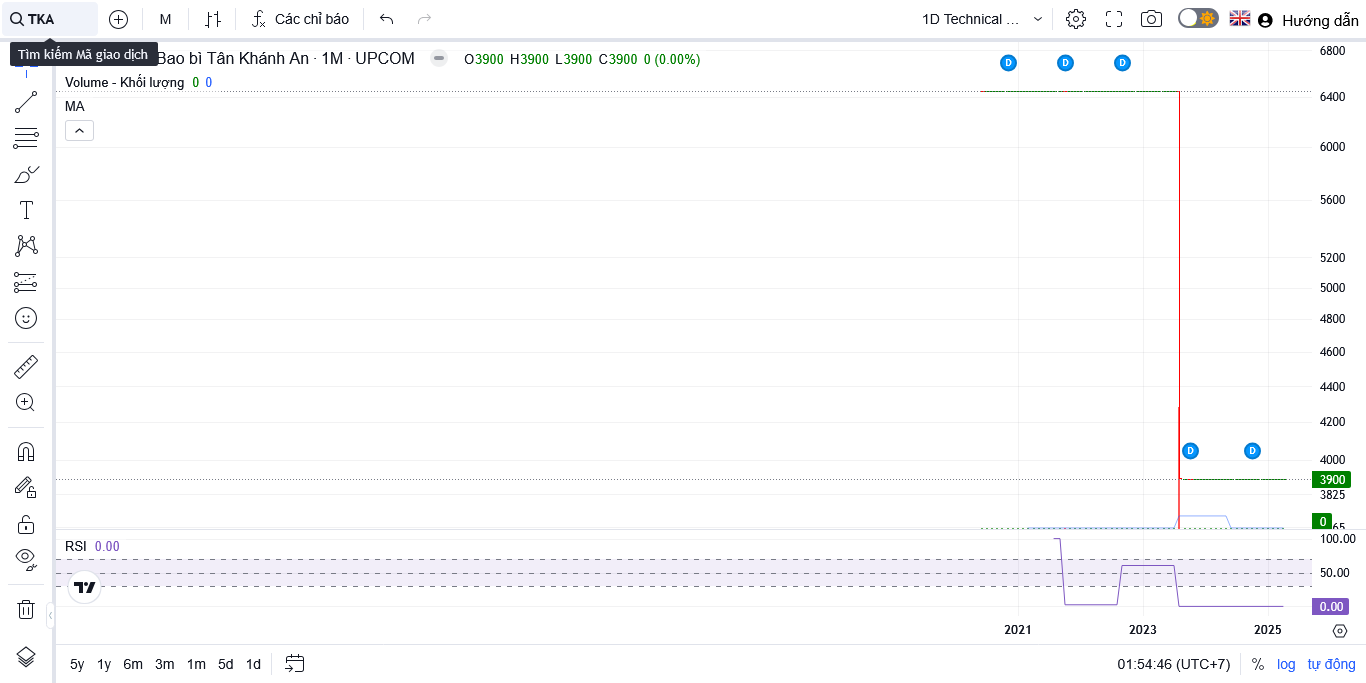 TKA
M
Các chỉ báo
1D Technical ...
Hướng dẫn
Tìm kiếm Mã giao dịch
Bao bì Tân Khánh An · 1M · UPCOM
O3900 H3900 L3900 C3900 0 (0.00%)
Volume - Khối lượng 0 0
MA
D
D
D
6800
6400
6000
5600
5200
5000
4800
4600
4400
4200
D
D
4000
3900
3825
0
65
RSI 0.00
100.00
50.00
0.00
2021
2023
2025
5y 1y 6m 3m 1m 5d 1d
01:54:46 (UTC+7)
% log tự động